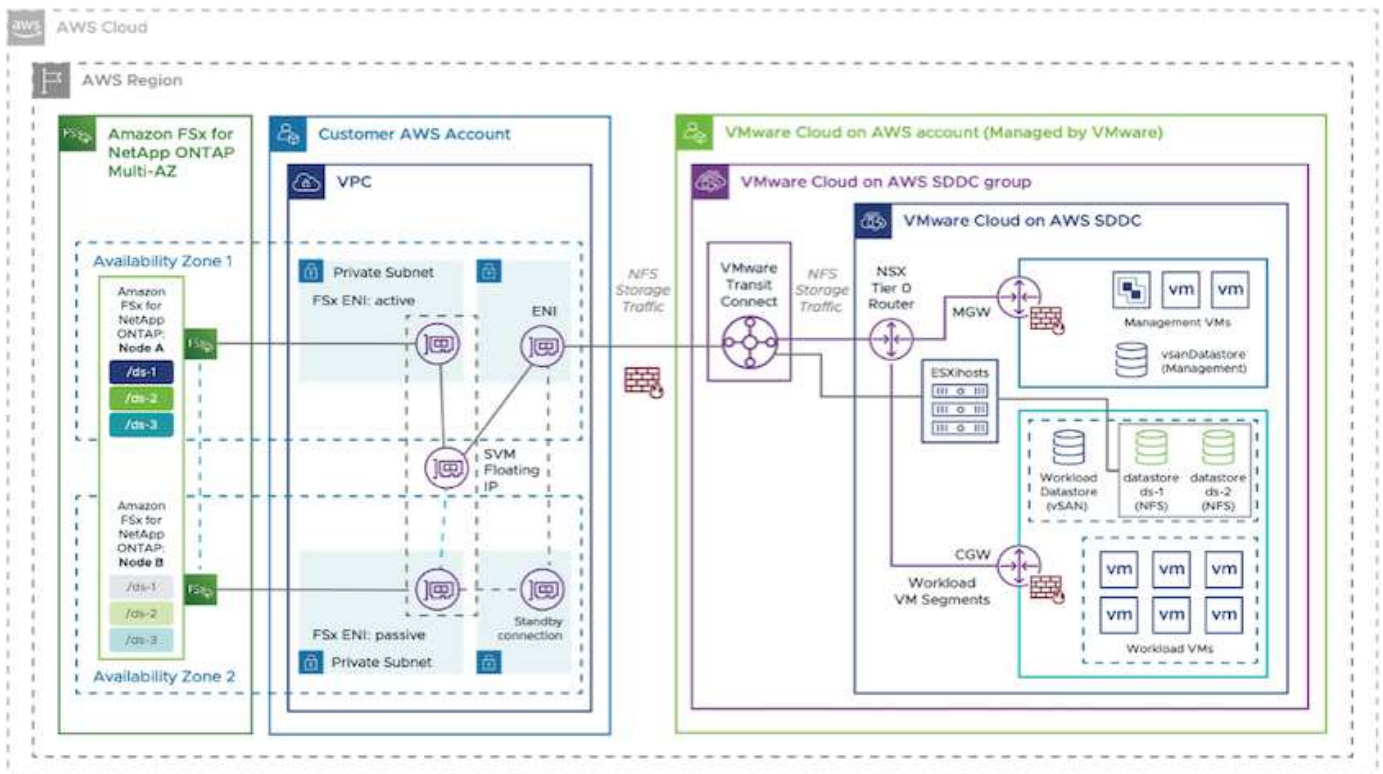 aws
AWS Cloud
AWS Region
FSx
Amazon FSx for
NetApp ONTAP
Multi-AZ
Customer AWS Account
VPC
Availability Zone 1
Amazon
FSx for
NetApp
ONTAP:
Node A
/ds-1
/ds-2
/ds-3
FSx
Private Subnet
FSx ENI: active
ENI
SVM
Floating
IP
Amazon
FSx for
NetApp
ONTAP:
Node B
/ds-1
/ds-2
/ds-3
FSx
Availability Zone 2
FSx ENI: passive
Private Subnet
Standby
connection
NFS
Storage
Traffic
VMware Cloud on AWS account (Managed by VMware)
VMware Cloud on AWS SDDC group
VMware Cloud on AWS SDDC
VMware
Transit
Connect
NFS
Storage
Traffic
NSX
Tier 0
Router
MGW
vm
vm
Management VMs
vsanDatastore
(Management)
ESXihosts
Workload
Datastore
(vSAN)
datastore
ds-1
(NFS)
datastore
ds-2
(NFS)
CGW
Workload
VM Segments
vm vm vm
vm vm vm
Workload VMs